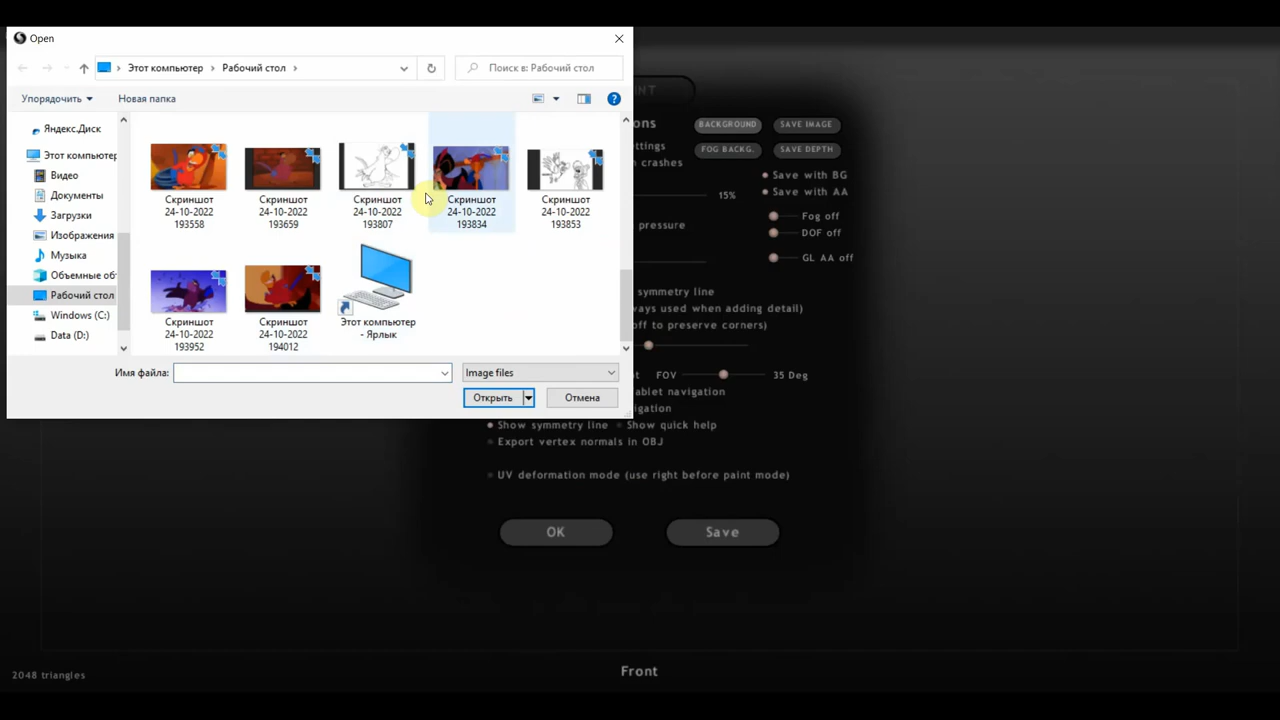 Open
Этот компьютер
Рабочий стол
Поиск в: Рабочий стол
Упорядочить
Новая папка
Яндекс.Диск
Этот компьютер
Видео
Документы
Загрузки
Изображения
Музыка
Объемные об
Рабочий стол
Windows (C:)
Data (D:)
Скриншот
24-10-2022
193558
Скриншот
24-10-2022
193659
Скриншот
24-10-2022
193807
Скриншот
24-10-2022
193834
Скриншот
24-10-2022
193853
Скриншот
24-10-2022
193952
Скриншот
24-10-2022
194012
Этот компьютер
- Ярлык
Имя файла:
Image files
Открыть
Отмена
BACKGROUND
SAVE IMAGE
FOG BACKG.
SAVE DEPTH
crashes
Save with BG
15%
Save with AA
pressure
Fog off
DOF off
GL AA off
symmetry line
ways used when adding detail)
off to preserve corners)
FOV
35 Deg
ablet navigation
igation
Show symmetry line
Show quick help
Export vertex normals in OBJ
UV deformation mode (use right before paint mode)
OK
Save
2048 triangles
Front